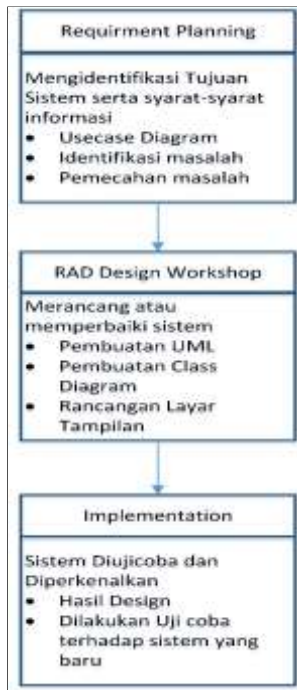 Requirment Planning
Mengidentifikasi Tujuan
Sistem serta syarat-syarat
informasi
• Usecase Diagram
• Identifikasi masalah
• Pemecahan masalah
RAD Design Workshop
Merancang atau
memperbaiki sistem
• Pembuatan UML
• Pembuatan Class
Diagram
• Rancangan Layar
Tampilan
Implementation
Sistem Diujicoba dan
Diperkenalkan
• Hasil Design
• Dilakukan Uji coba
terhadap sistem yang
baru